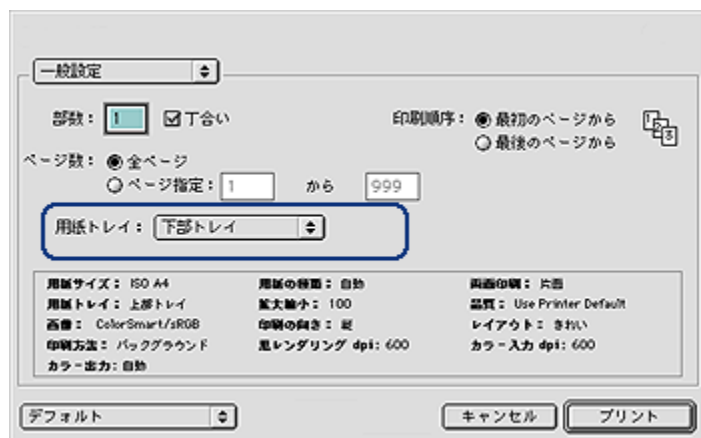 一般設定
部数： 1 丁合い 印刷順序： 最初のページから
最後のページから
ページ数： 全ページ
ページ指定： 1 から 999
用紙トレイ： 下部トレイ
用紙サイズ： ISO A4 用紙の種類： 自動 両面印刷： 片面
用紙トレイ： 上部トレイ 拡大縮小： 100 品質： Use Printer Default
画像： ColorSmart/sRGB 印刷の向き： 縦 レイアウト： きれい
印刷方法： バックグラウンド 黒レンダリング dpi: 600 カラー入力 dpi: 600
カラー出力: 自動
デフォルト キャンセル プリント